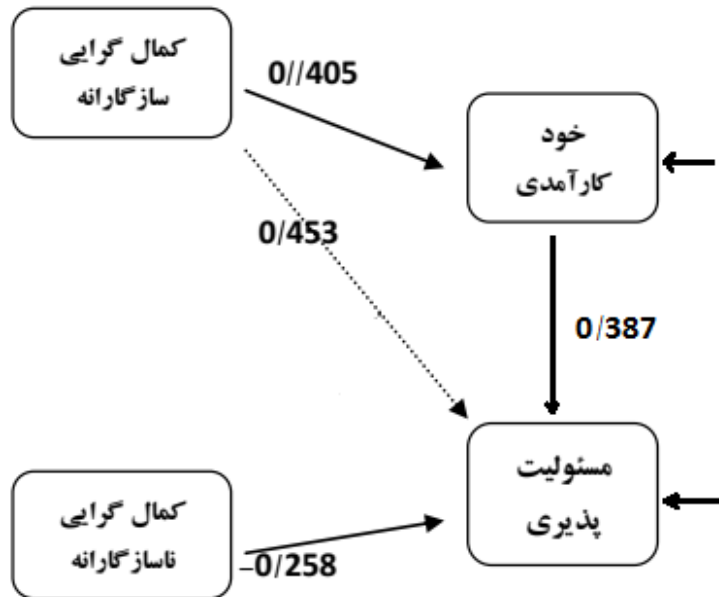 کمال گرایی
سازگارانه
0//405
خود
کارآمدی
0/453
0/387
مسئولیت
پذیری
کمال گرایی
ناسازگارانه
–0/258